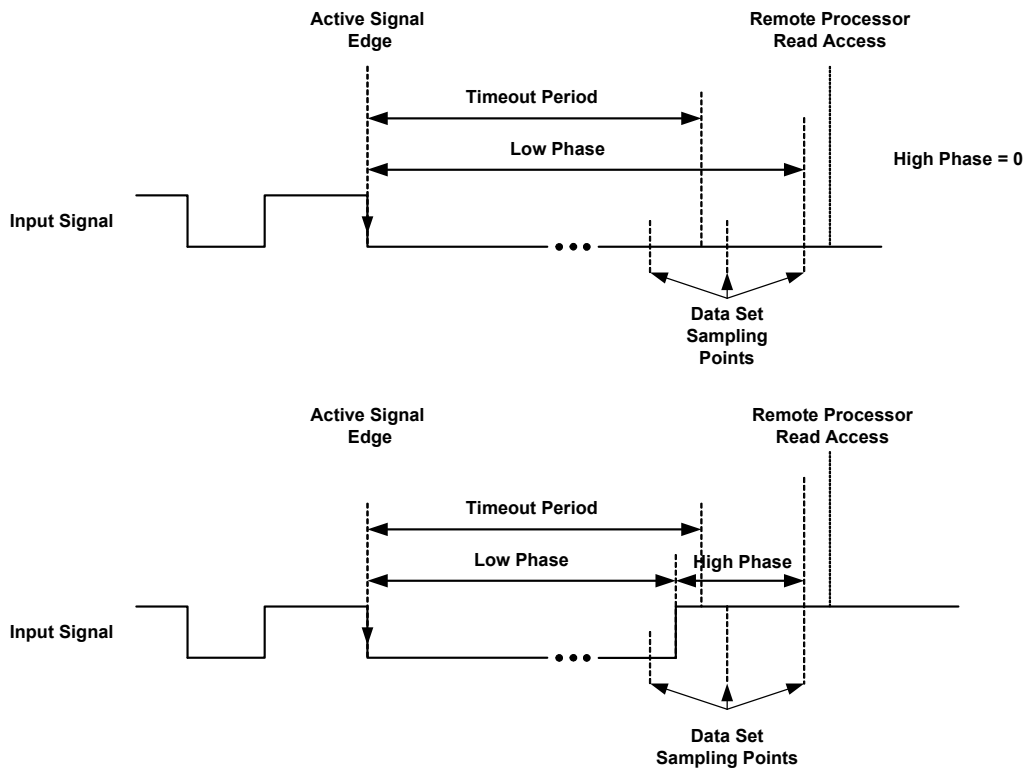 Active Signal
Edge
Remote Processor
Read Access
Timeout Period
Low Phase
High Phase = 0
Input Signal
Data Set
Sampling
Points
Active Signal
Edge
Remote Processor
Read Access
Timeout Period
Low Phase
High Phase
Input Signal
Data Set
Sampling Points